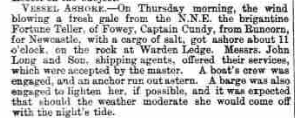 VESSEL ASHORE.—On Thursday morning, the wind
blowing a fresh gale from the N.N.E. the brigantine
Fortune Teller, of Fowey, Captain Cundy, from Runcorn,
for Newcastle, with a cargo of salt, got ashore about 11
o'clock, on the rock at Warden Ledge. Messrs. John
Long and Son, shipping agents, offered their services,
which were accepted by the master. A boat's crew was
engaged, and an anchor run out astern. A barge was also
engaged to lighten her, if possible, and it was expected
that should the weather moderate she would come off
with the night's tide.